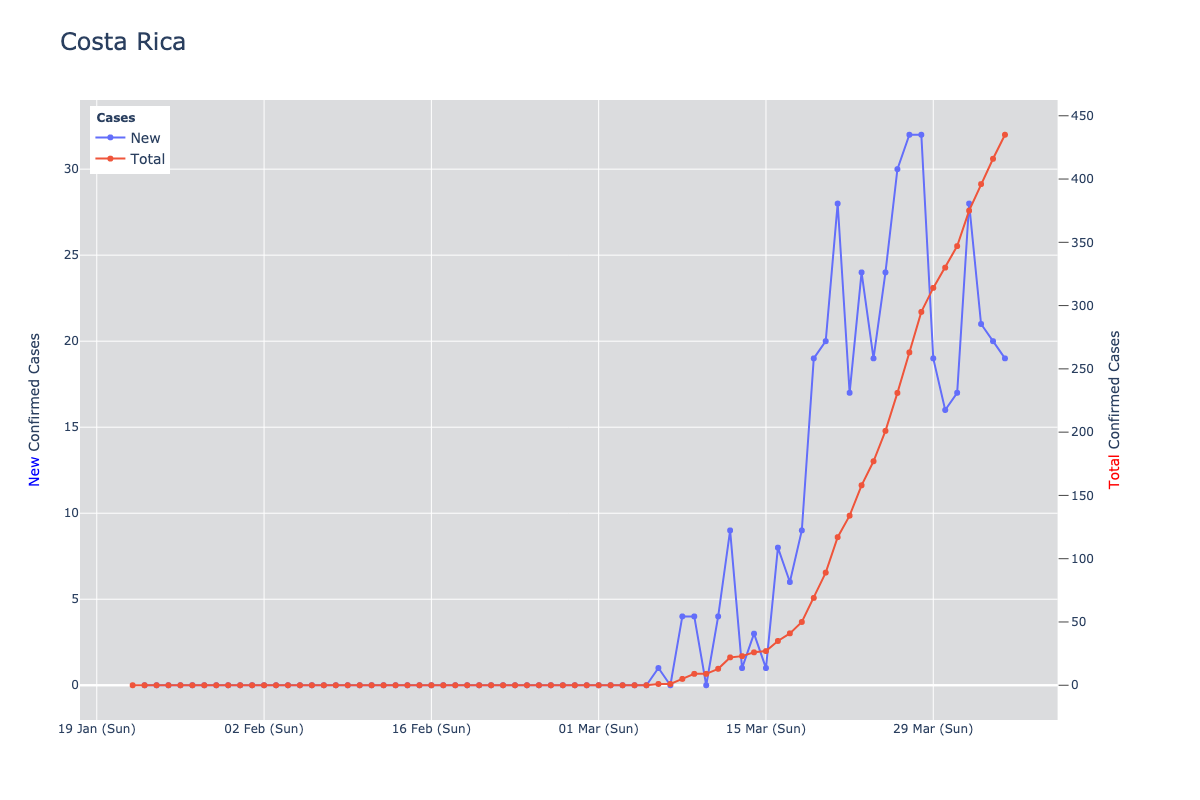 Costa Rica
Cases
New
Total
30
25
20
15
10
5
0
450
400
350
300
250
200
150
100
50
0
New Confirmed Cases
Total Confirmed Cases
19 Jan (Sun) 02 Feb (Sun) 16 Feb (Sun) 01 Mar (Sun) 15 Mar (Sun) 29 Mar (Sun)